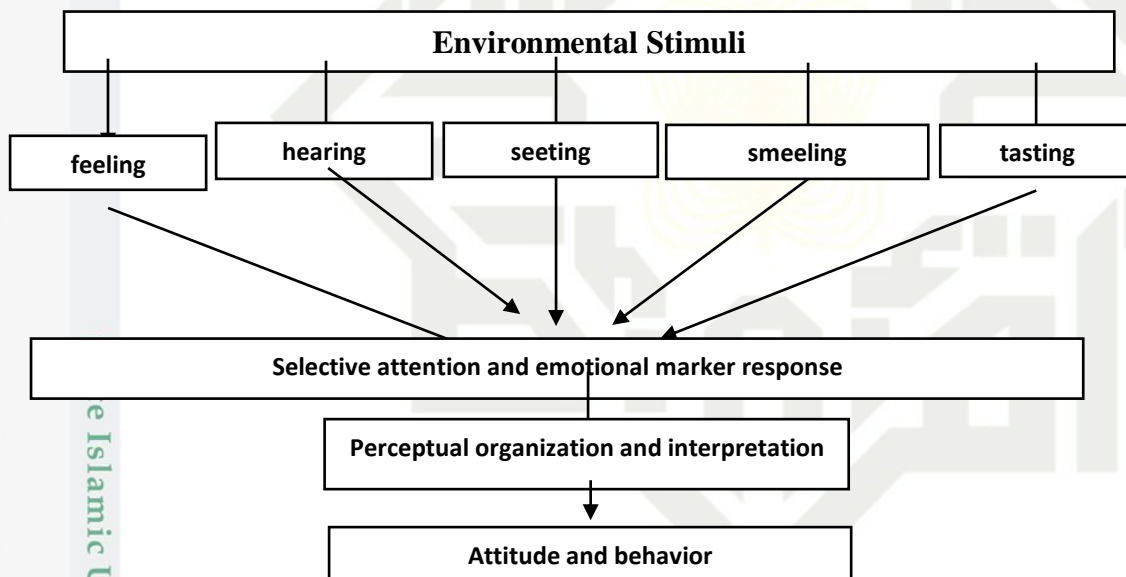 Environmental Stimuli
feeling
hearing
seeting
smeeling
tasting
Selective attention and emotional marker response
Perceptual organization and interpretation
Attitude and behavior
e Islamic U